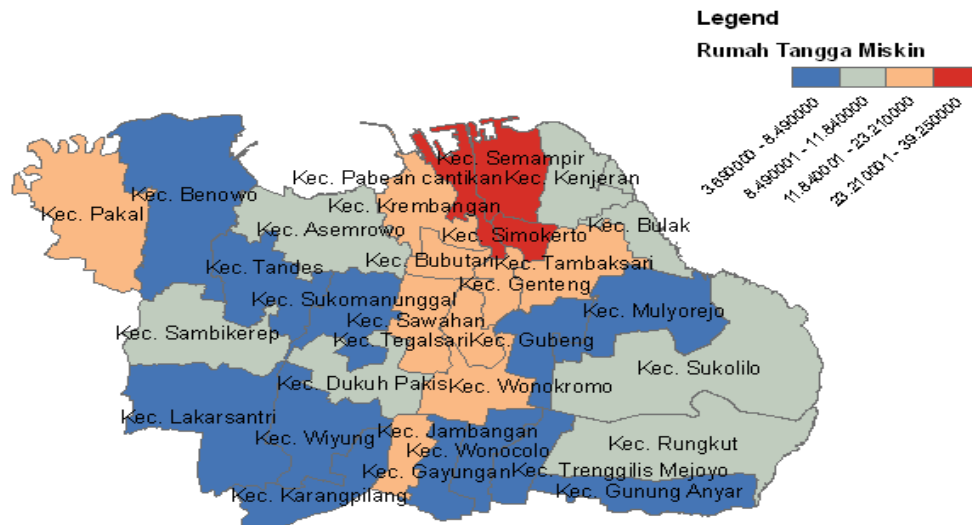 Legend
Rumah Tangga Miskin
3.690000 - 8.490000
8.490001 - 11.840000
11.840001 - 23.210000
23.210001 - 39.250000
Kec. Semampir
Kec. Pabean cantikan
Kec. Kenjeran
Kec. Benowo
Kec. Krembangan
Kec. Pakal
Kec. Bulak
Kec. Asemrowo
Kec. Simokerto
Kec. Tandes
Kec. Bubutan
Kec. Tambaksari
Kec. Genteng
Kec. Sukomanunggal
Kec. Mulyorejo
Kec. Sawahan
Kec. Sambikerep
Kec. Tegalsari
Kec. Gubeng
Kec. Sukolilo
Kec. Dukuh Pakis
Kec. Wonokromo
Kec. Lakarsantri
Kec. Jambangan
Kec. Wiyung
Kec. Wonocolo
Kec. Rungkut
Kec. Gayungan
Kec. Trenggilis Mejoyo
Kec. Karangpilang
Kec. Gunung Anyar